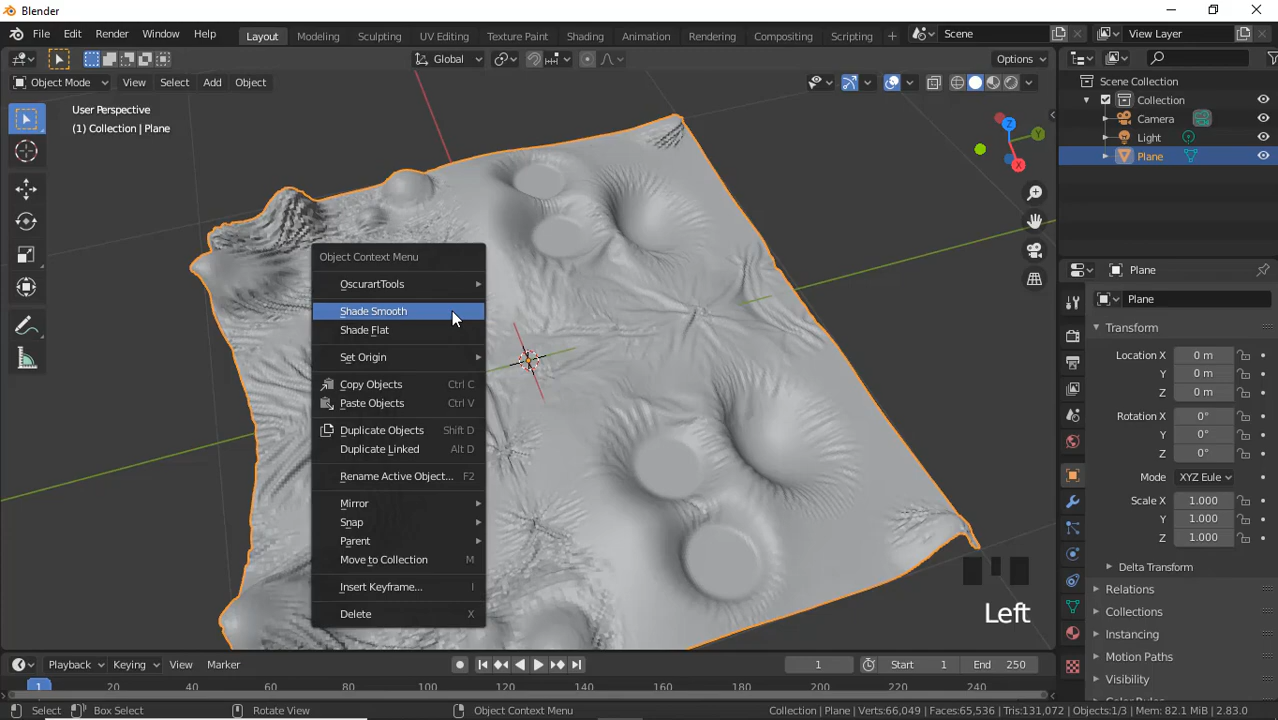 Blender
File Edit Render Window Help
Layout Modeling Sculpting UV Editing Texture Paint Shading Animation Rendering Compositing Scripting
Scene
View Layer
Global
Options
Object Mode View Select Add Object
User Perspective
(1) Collection | Plane
Z
Y
X
Object Context Menu
OscurartTools
Shade Smooth
Shade Flat
Set Origin
Copy Objects Ctrl C
Paste Objects Ctrl V
Duplicate Objects Shift D
Duplicate Linked Alt D
Rename Active Object... F2
Mirror
Snap
Parent
Move to Collection M
Insert Keyframe... I
Delete X
Left
Scene Collection
Collection
Camera
Light
Plane
Plane
Plane
Transform
Location X 0 m
Y 0 m
Z 0 m
Rotation X 0°
Y 0°
Z 0°
Mode XYZ Eule
Scale X 1.000
Y 1.000
Z 1.000
Delta Transform
Relations
Collections
Instancing
Motion Paths
Visibility
Playback Keying View Marker
1 Start 1 End 250
1 20 40 60 80 100 120 140 160 180 200 220 240
Select Box Select Rotate View Object Context Menu
Collection | Plane | Verts:66,049 | Faces:65,536 | Tris:131,072 | Objects:1/3 | Mem: 82.1 MiB | 2.83.0